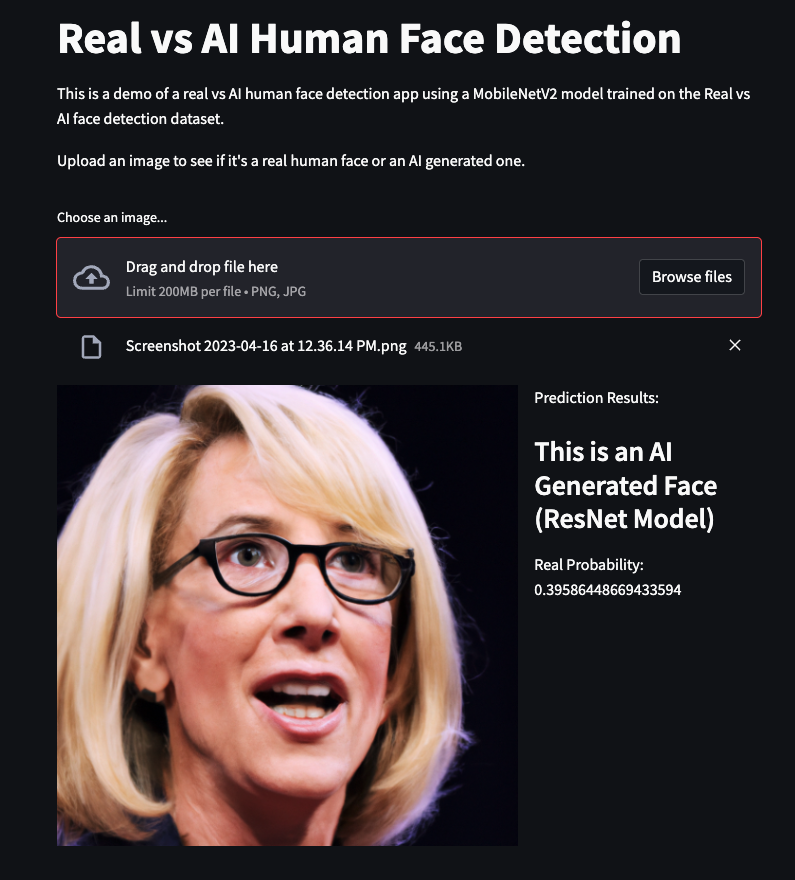 Real vs AI Human Face Detection
This is a demo of a real vs AI human face detection app using a MobileNetV2 model trained on the Real vs
AI face detection dataset.
Upload an image to see if it's a real human face or an AI generated one.
Choose an image...
Drag and drop file here
Limit 200MB per file • PNG, JPG
Browse files
Screenshot 2023-04-16 at 12.36.14 PM.png 445.1KB
Prediction Results:
This is an AI
Generated Face
(ResNet Model)
Real Probability:
0.39586448669433594